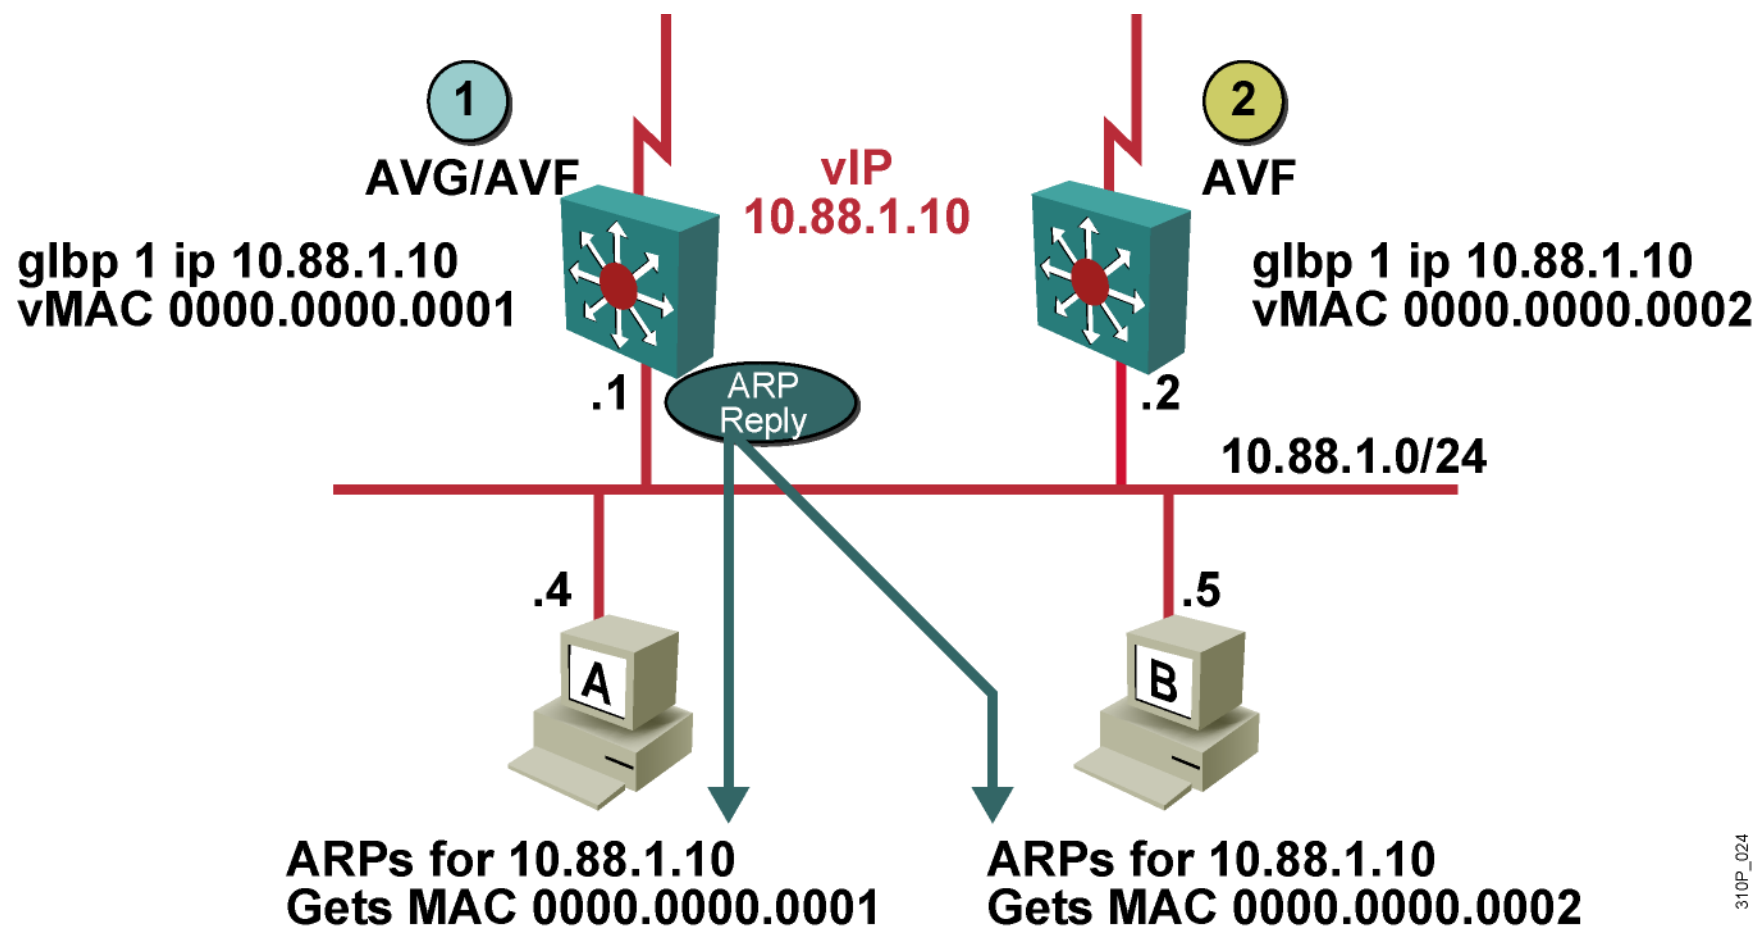 1
2
AVG/AVF
vIP
10.88.1.10
AVF
glbp 1 ip 10.88.1.10
vMAC 0000.0000.0001
glbp 1 ip 10.88.1.10
vMAC 0000.0000.0002
.1
ARP
Reply
.2
10.88.1.0/24
.4
.5
A
B
ARPs for 10.88.1.10
Gets MAC 0000.0000.0001
ARPs for 10.88.1.10
Gets MAC 0000.0000.0002
310P_024